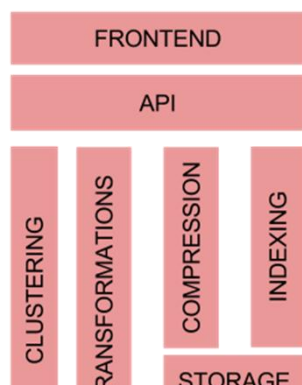 FRONTEND
API
CLUSTERING
RANSFORMATIONS
COMPRESSION
INDEXING
STORAGE